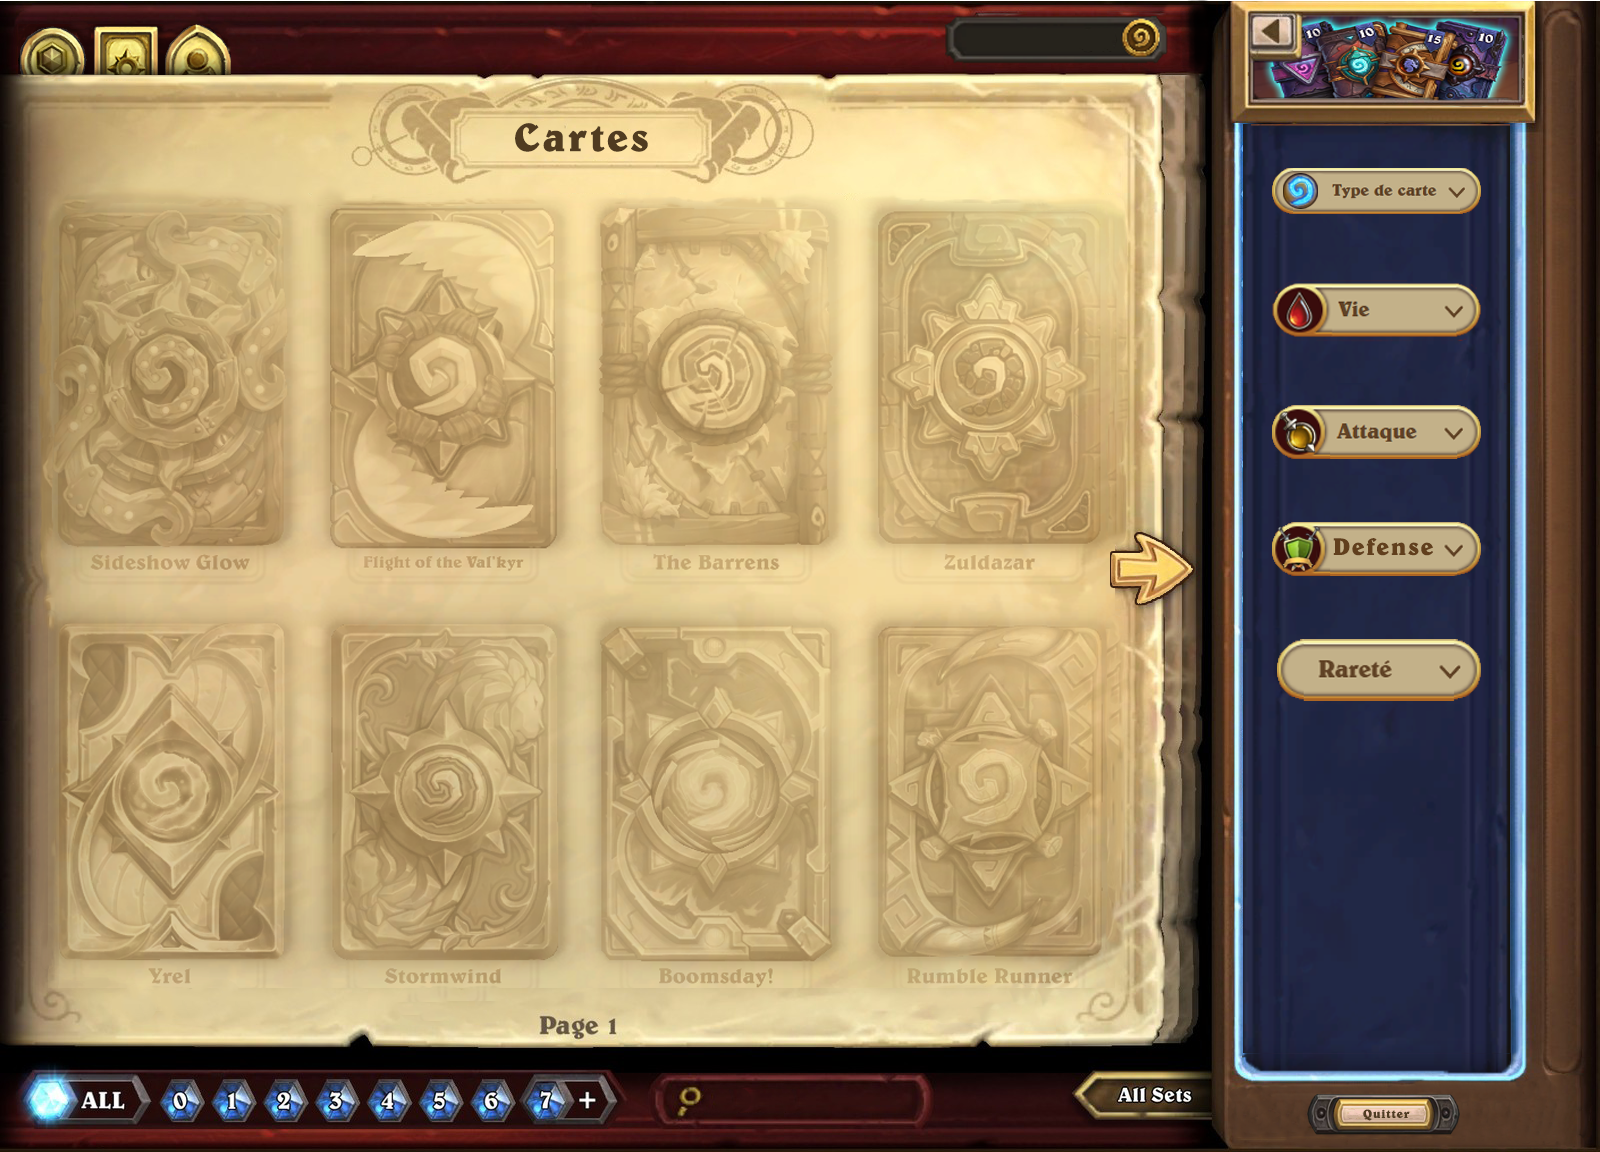 Cartes
Sideshow Glow
Flight of the Val'kyr
The Barrens
Zuldazar
Yrel
Stormwind
Boomsday!
Rumble Runner
Page 1
ALL
0
1
2
3
4
5
6
7 +
All Sets
10
10
15
10
Type de carte
Vie
Attaque
Defense
Rareté
Quitter